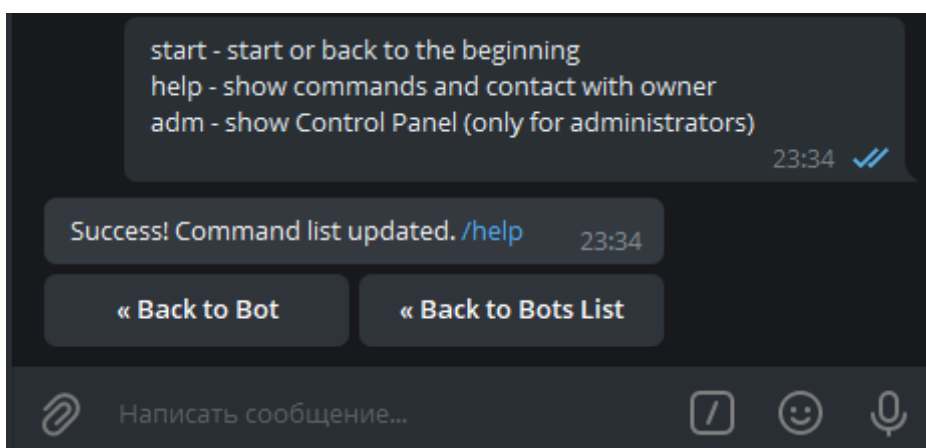 start - start or back to the beginning
help - show commands and contact with owner
adm - show Control Panel (only for administrators)
23:34
Success! Command list updated. /help
23:34
« Back to Bot
« Back to Bots List
Написать сообщение...